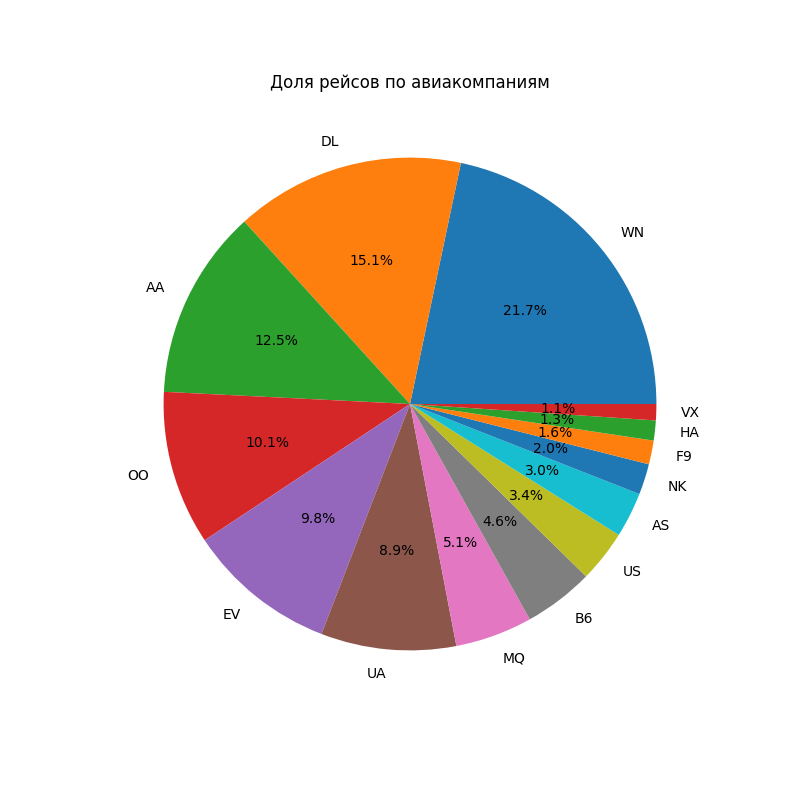 Доля рейсов по авиакомпаниям
DL
WN
15.1%
21.7%
AA
12.5%
OO
10.1%
EV
9.8%
UA
8.9%
MQ
5.1%
B6
4.6%
US
3.4%
AS
3.0%
NK
2.0%
F9
1.6%
HA
1.3%
VX
1.1%